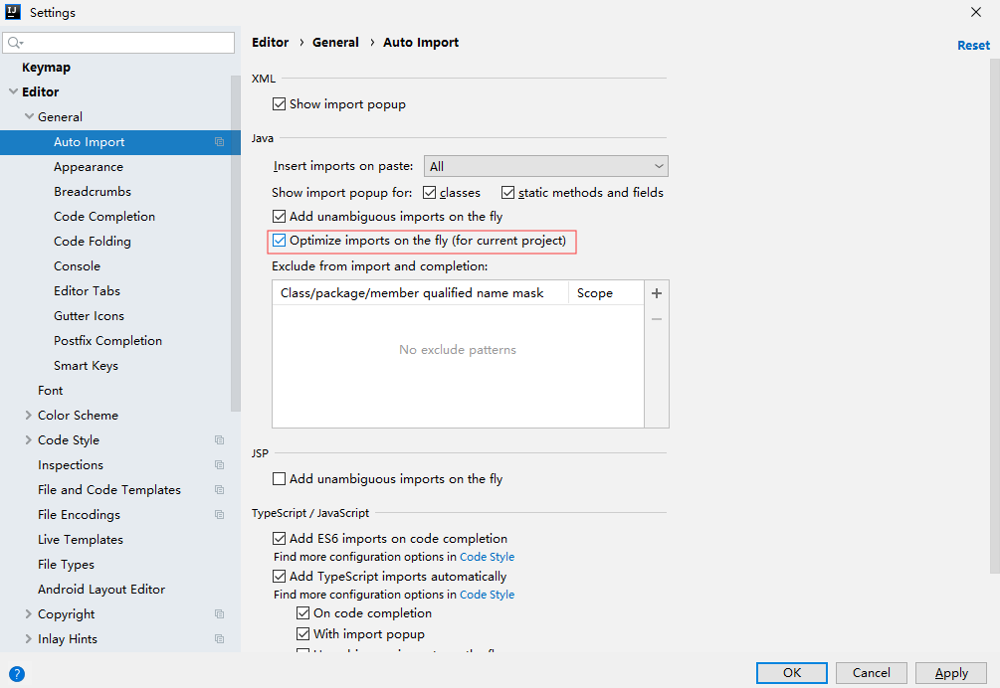 IJ Settings
Keymap
Editor
General
Auto Import
Appearance
Breadcrumbs
Code Completion
Code Folding
Console
Editor Tabs
Gutter Icons
Postfix Completion
Smart Keys
Font
Color Scheme
Code Style
Inspections
File and Code Templates
File Encodings
Live Templates
File Types
Android Layout Editor
Copyright
Inlay Hints
?
Editor › General › Auto Import
Reset
XML
Show import popup
Java
Insert imports on paste: All
Show import popup for: classes static methods and fields
Add unambiguous imports on the fly
Optimize imports on the fly (for current project)
Exclude from import and completion:
Class/package/member qualified name mask Scope
No exclude patterns
JSP
Add unambiguous imports on the fly
TypeScript / JavaScript
Add ES6 imports on code completion
Find more configuration options in Code Style
Add TypeScript imports automatically
Find more configuration options in Code Style
On code completion
With import popup
OK Cancel Apply